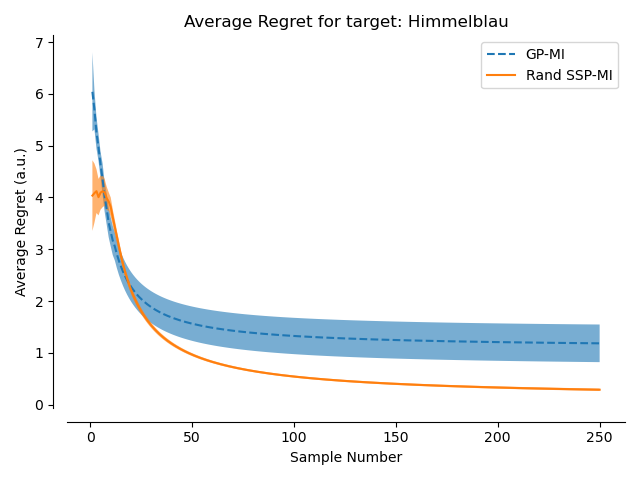 Average Regret for target: Himmelblau
GP-MI
Rand SSP-MI
Average Regret (a.u.)
7
6
5
4
3
2
1
0
0 50 100 150 200 250
Sample Number